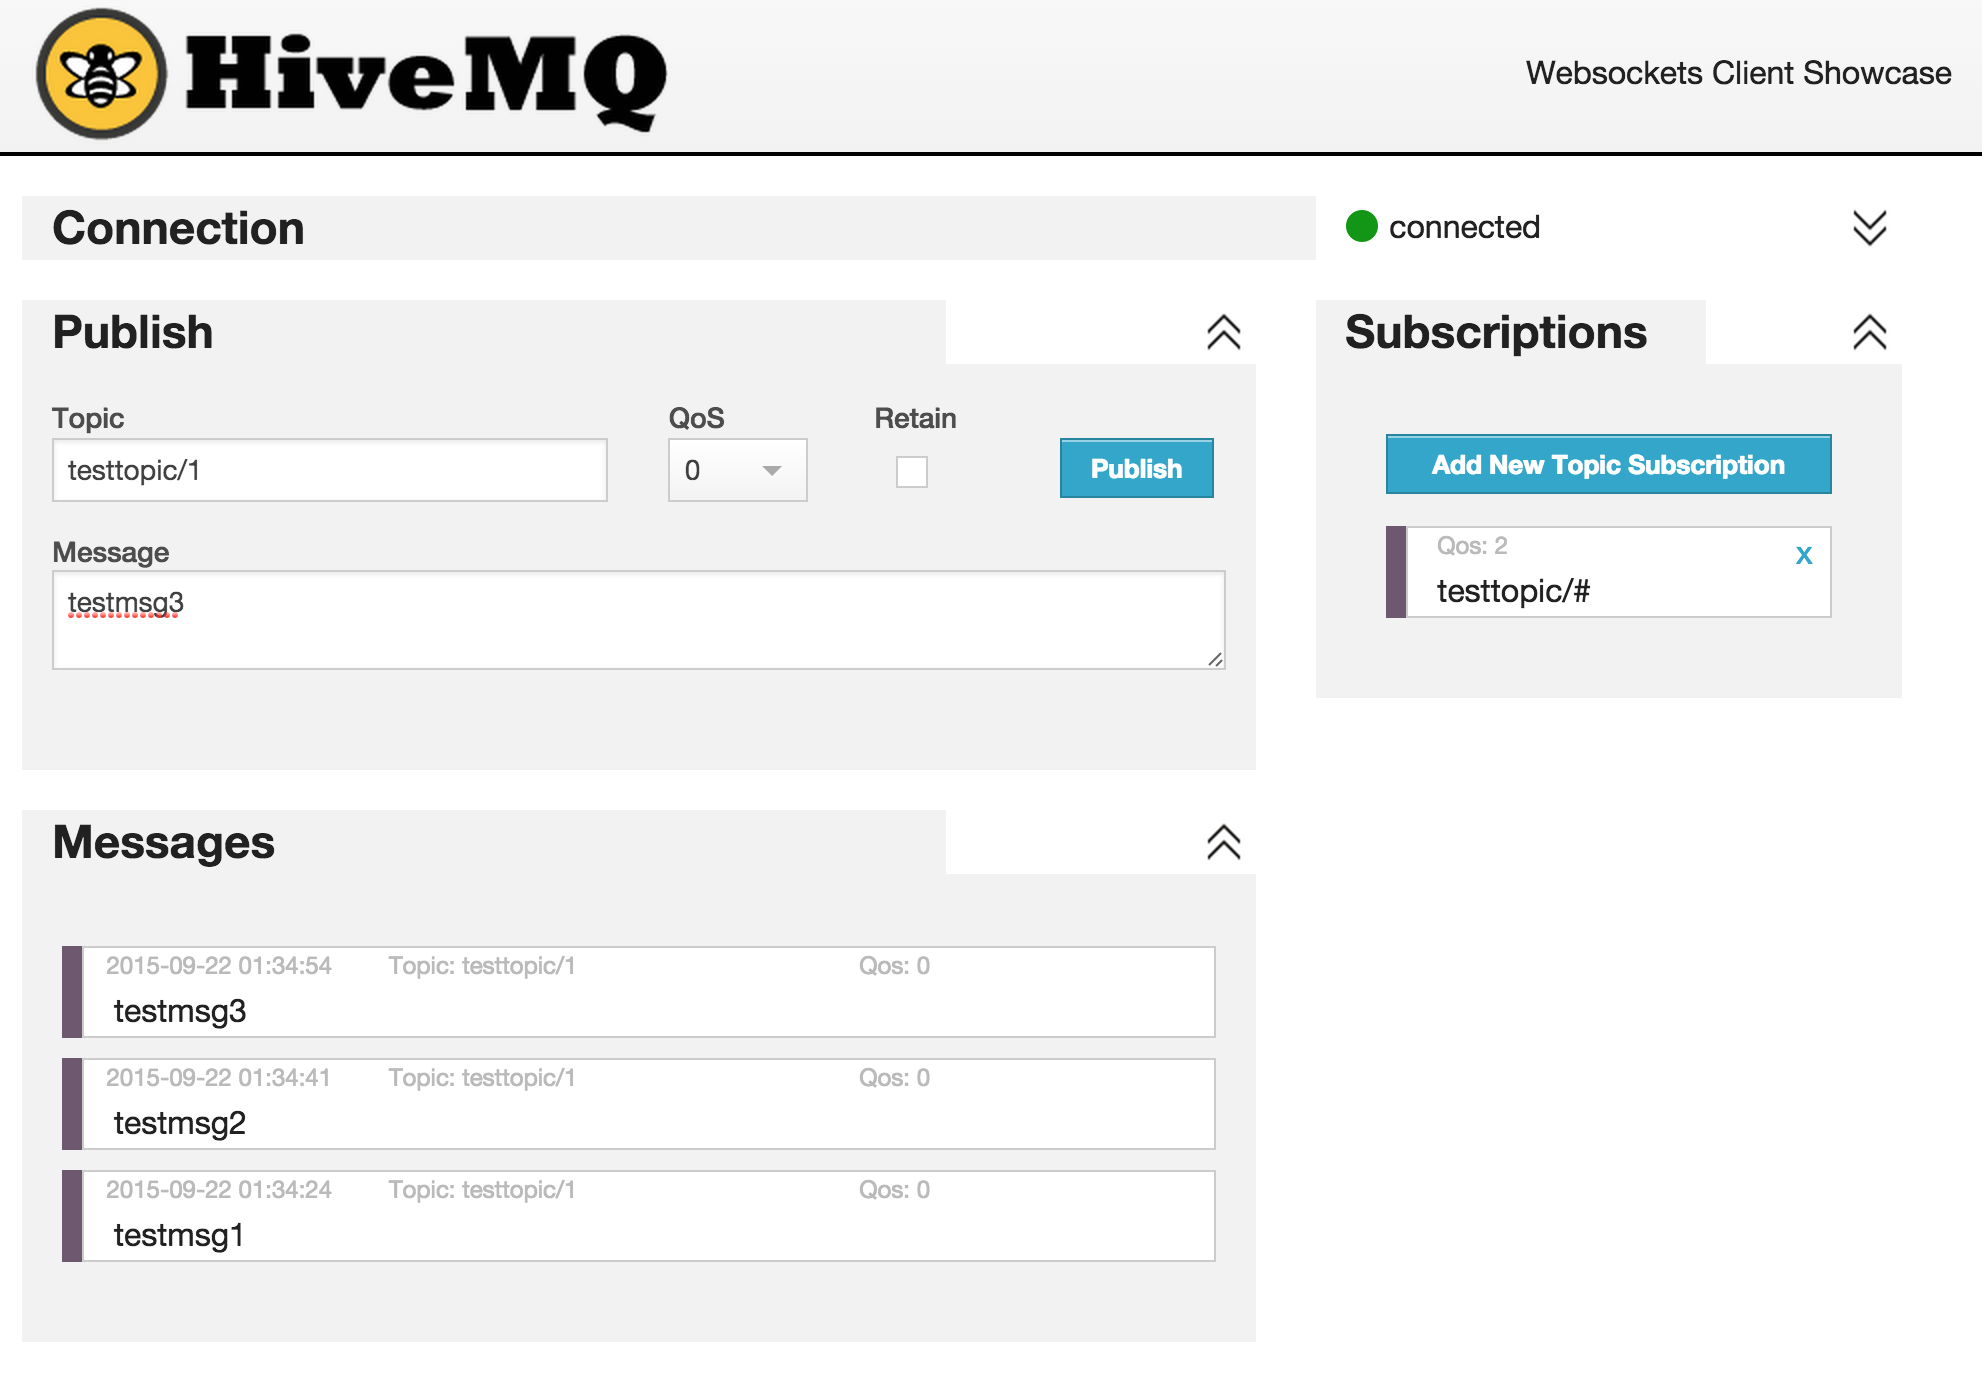 HiveMQ
Websockets Client Showcase
Connection
connected
Publish
Topic
QoS
Retain
testtopic/1
0
Publish
Message
testmsg3
Subscriptions
Add New Topic Subscription
Qos: 2
X
testtopic/#
Messages
2015-09-22 01:34:54 Topic: testtopic/1 Qos: 0
testmsg3
2015-09-22 01:34:41 Topic: testtopic/1 Qos: 0
testmsg2
2015-09-22 01:34:24 Topic: testtopic/1 Qos: 0
testmsg1